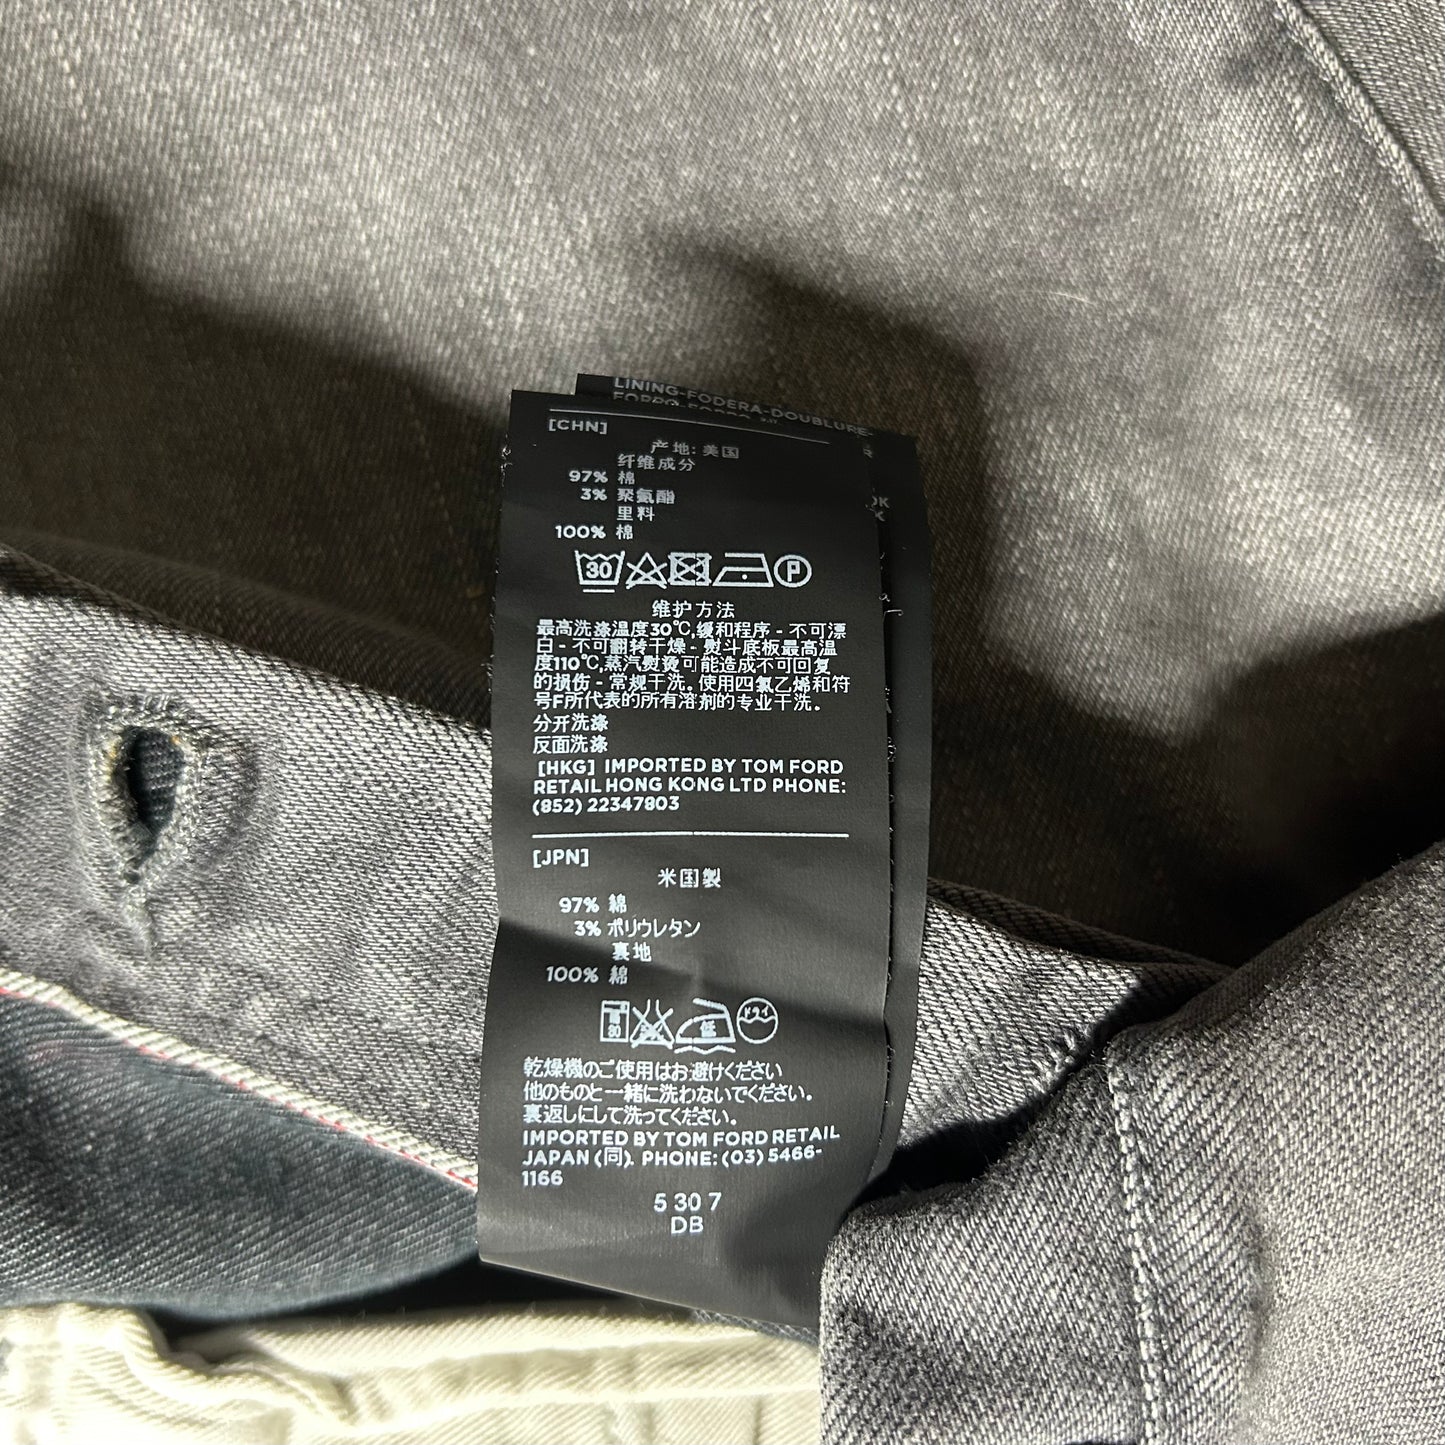 LINING-FODERA-DOUBLURE-
[CHN]
产地: 美国
纤维成分
97% 棉
3% 聚氨酯
里料
100% 棉
30
P
维护方法
最高洗涤温度30℃,缓和程序 - 不可漂
白 - 不可翻转干燥 - 熨斗底板最高温
度110℃,蒸汽熨烫可能造成不可回复
的损伤 - 常规干洗。使用四氯乙烯和符
号F所代表的所有溶剂的专业干洗。
分开洗涤
反面洗涤
[HKG] IMPORTED BY TOM FORD
RETAIL HONG KONG LTD PHONE:
(852) 22347803
[JPN]
米国製
97% 綿
3% ポリウレタン
裏地
100% 綿
低 ドライ
乾燥機のご使用はお避けください
他のものと一緒に洗わないでください。
裏返しにして洗ってください。
IMPORTED BY TOM FORD RETAIL
JAPAN (同). PHONE: (03) 5466-
1166
5 30 7
DB